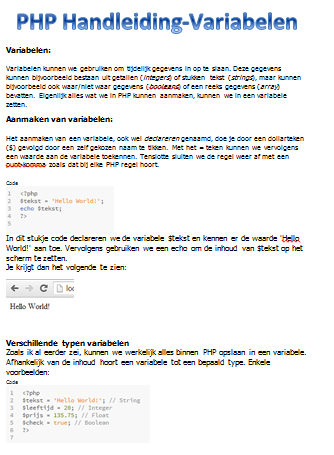 PHP Handleiding-Variabelen
Variabelen:
Variabelen kunnen we gebruiken om tijdelijk gegevens in op te slaan. Deze gegevens
kunnen bijvoorbeeld bestaan uit getallen (integers) of stukken tekst (strings), maar kunnen
bijvoorbeeld ook waar/niet waar gegevens (booleans) of een reeks gegevens (array)
bevatten. Eigenlijk alles wat we in PHP kunnen aanmaken, kunnen we in een variabele
zetten.
Aanmaken van variabelen:
Het aanmaken van een variabele, ook wel declareren genaamd, doe je door een dollarteken
($) gevolgd door een zelf gekozen naam te tikken. Met het = teken kunnen we vervolgens
een waarde aan de variabele toekennen. Tenslotte sluiten we de regel weer af met een
punt-komma zoals dat bij elke PHP regel hoort.
Code
1 <?php
2 $tekst = 'Hello World!';
3 echo $tekst;
4 ?>
5
In dit stukje code declareren we de variabele $tekst en kennen er de waarde 'Hello
World!' aan toe. Vervolgens gebruiken we een echo om de inhoud van $tekst op het
scherm te zetten.
Je krijgt dan het volgende te zien:
loc
Hello World!
Verschillende typen variabelen
Zoals ik al eerder zei, kunnen we werkelijk alles binnen PHP opslaan in een variabele.
Afhankelijk van de inhoud hoort een variabele tot een bepaald type. Enkele
voorbeelden:
Code
1 <?php
2 $tekst = 'Hello World!'; // String
3 $leeftijd = 28; // Integer
4 $prijs = 135.75; // Float
5 $check = true; // Boolean
6 ?>
7